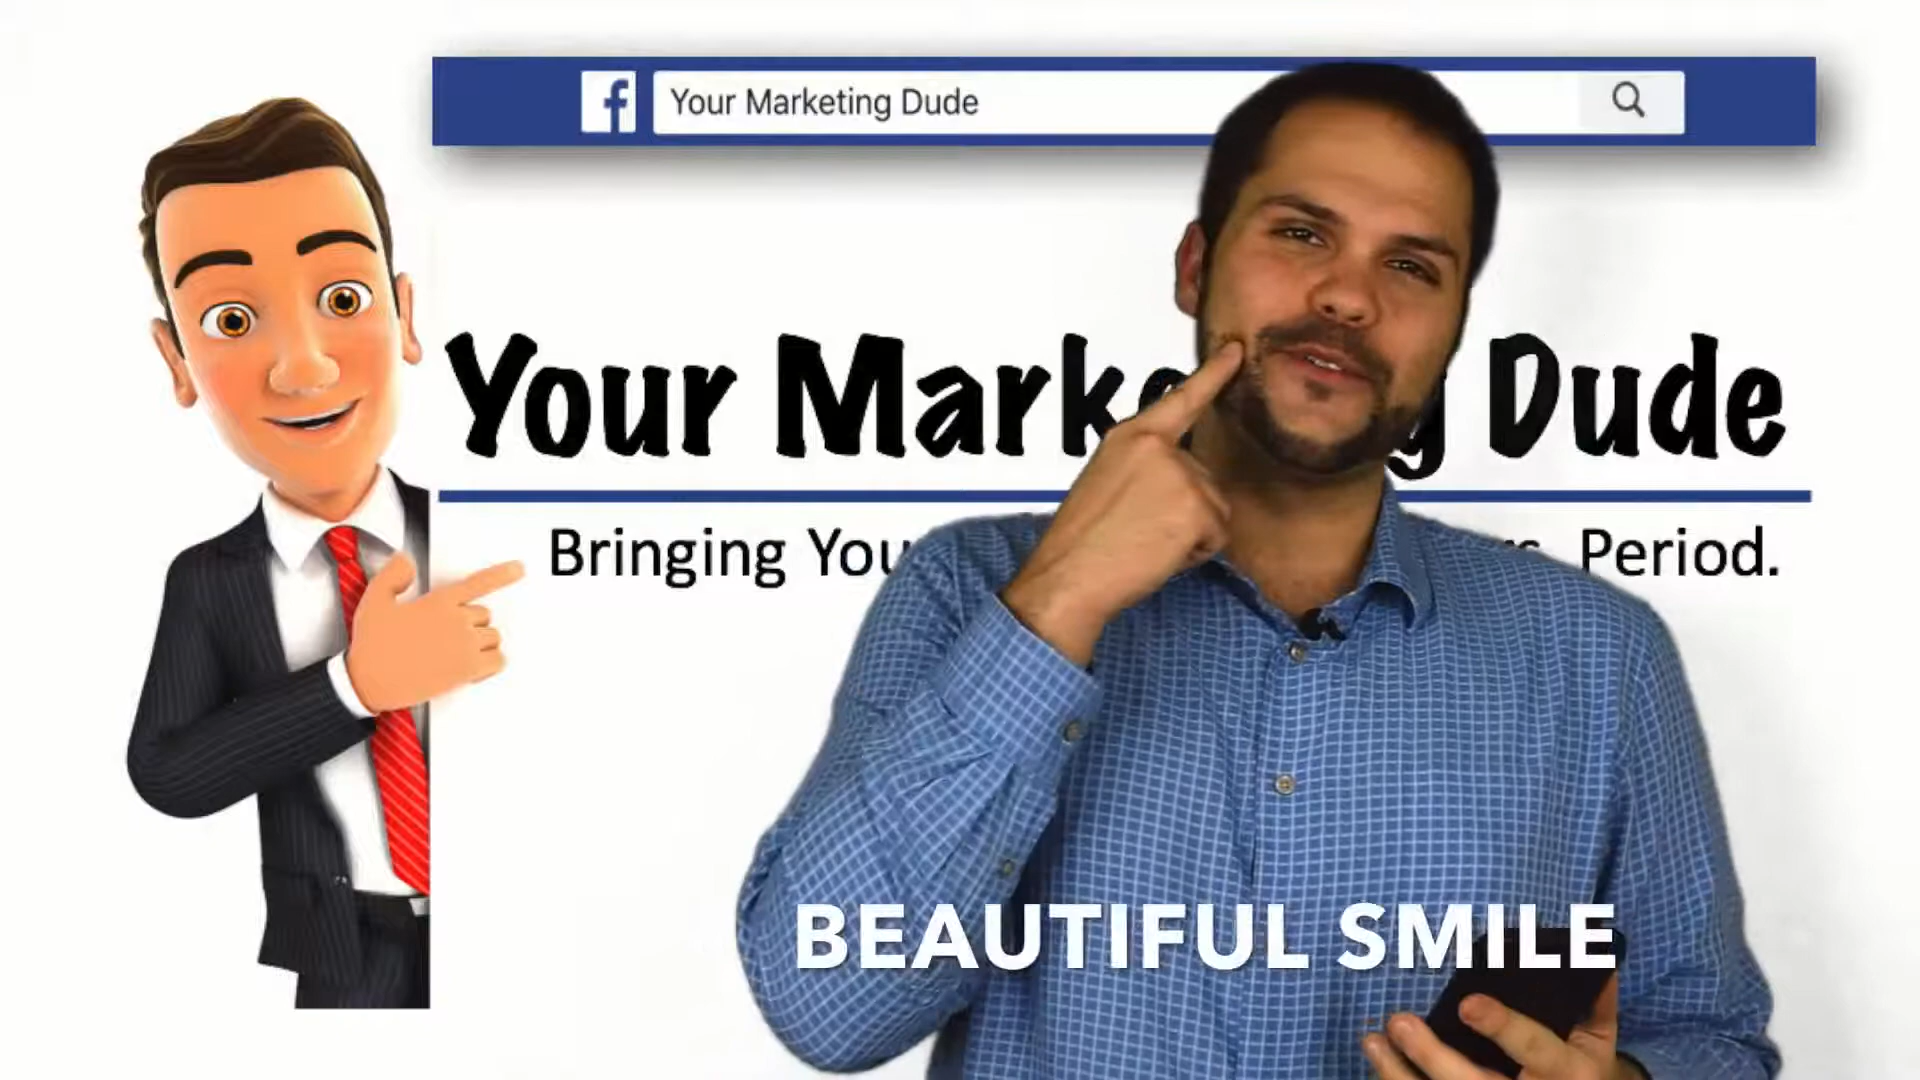 f Your Marketing Dude
Your Mark Dude
Bringing You Period.
BEAUTIFUL SMILE